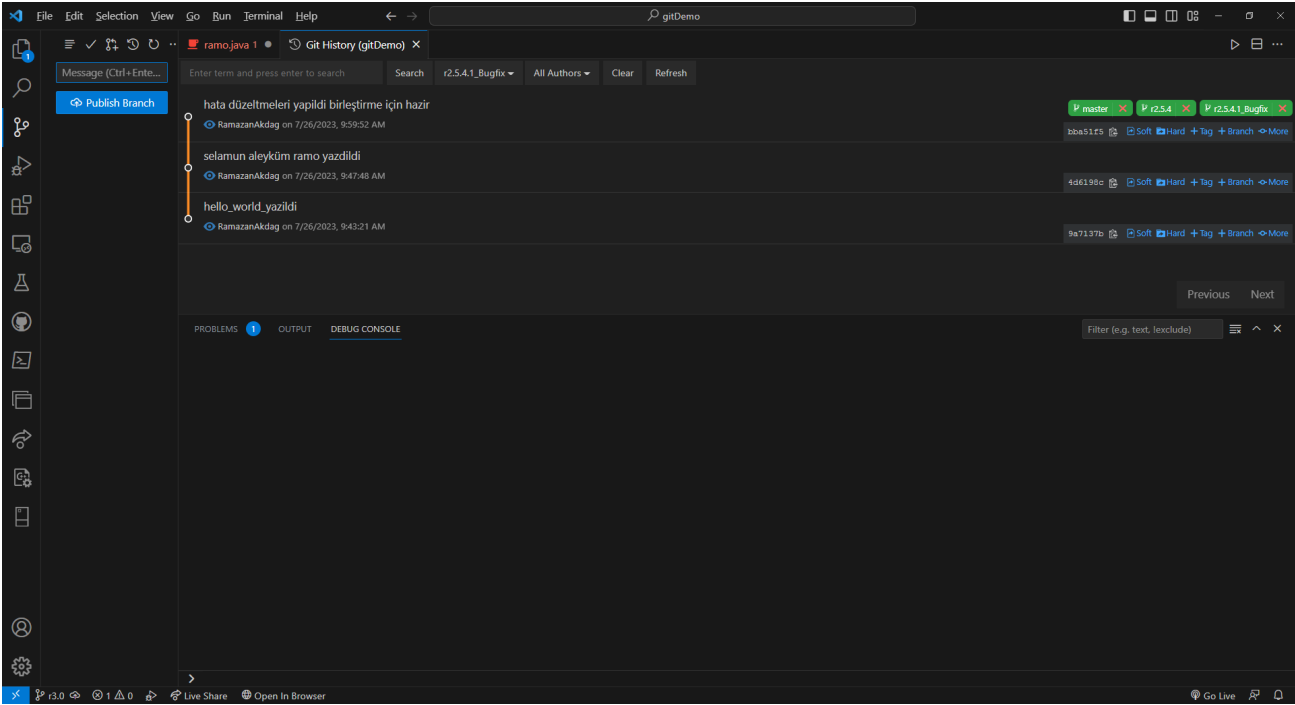 File Edit Selection View Go Run Terminal Help
gitDemo
1
ramo.java 1
Git History (gitDemo)
Message (Ctrl+Ente...
Publish Branch
Enter term and press enter to search
Search
r2.5.4.1_Bugfix
All Authors
Clear
Refresh
hata düzeltmeleri yapildi birleştirme için hazir
master
r2.5.4
r2.5.4.1_Bugfix
RamazanAkdag on 7/26/2023, 9:59:52 AM
bba51f5 Soft Hard +Tag +Branch More
selamun aleyküm ramo yazdildi
RamazanAkdag on 7/26/2023, 9:47:48 AM
4d6198c Soft Hard +Tag +Branch More
hello_world_yazildi
RamazanAkdag on 7/26/2023, 9:43:21 AM
9a7137b Soft Hard +Tag +Branch More
Previous Next
PROBLEMS 1 OUTPUT DEBUG CONSOLE
Filter (e.g. text, !exclude)
r3.0 1 0 Live Share Open In Browser
Go Live